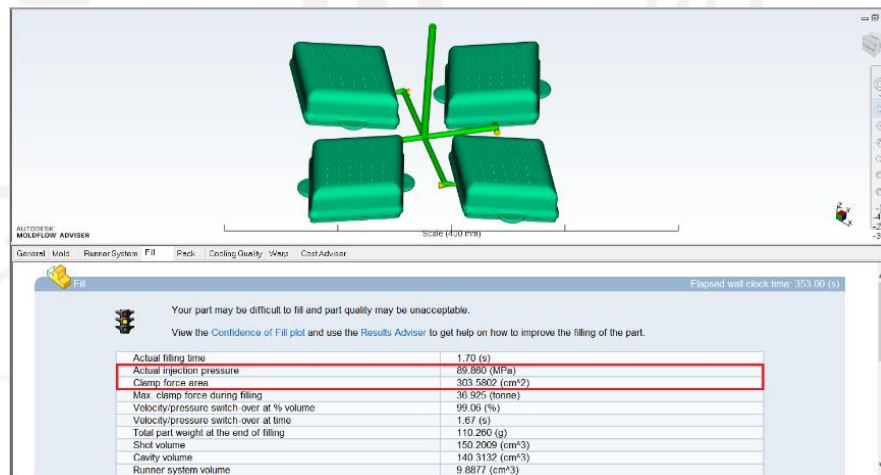 AUTODESK
MOLDFLOW ADVISER
Scale (400 mm)
General Mold Runner System Fill Pack Cooling Quality Warp Cost Adviser
Fill Elapsed wall clock time: 353.00 (s)
Your part may be difficult to fill and part quality may be unacceptable.
View the Confidence of Fill plot and use the Results Adviser to get help on how to improve the filling of the part.
Actual filling time 1.70 (s)
Actual injection pressure 89.860 (MPa)
Clamp force area 303.5802 (cm^2)
Max. clamp force during filling 36.925 (tonne)
Velocity/pressure switch-over at % volume 99.06 (%)
Velocity/pressure switch-over at time 1.67 (s)
Total part weight at the end of filling 110.260 (g)
Shot volume 150.2009 (cm^3)
Cavity volume 140.3132 (cm^3)
Runner system volume 9.8877 (cm^3)